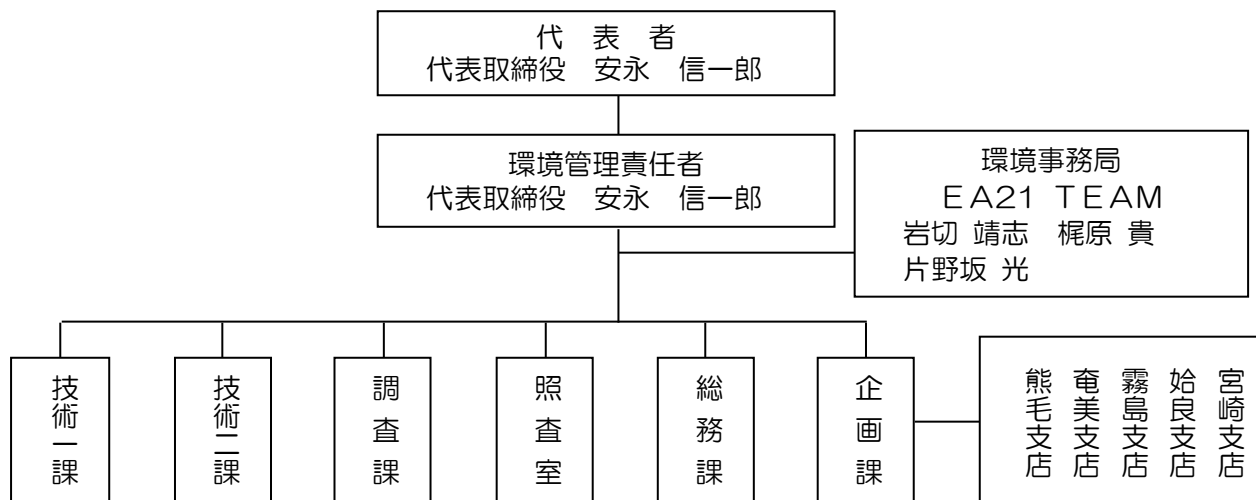 代　表　者
代表取締役　安永　信一郎
環境管理責任者
代表取締役　安永　信一郎
環境事務局
ＥＡ21 ＴＥＡＭ
岩切 靖志　梶原 貴
片野坂 光
技術一課
技術二課
調査課
照査室
総務課
企画課
熊毛支店
奄美支店
霧島支店
姶良支店
宮崎支店